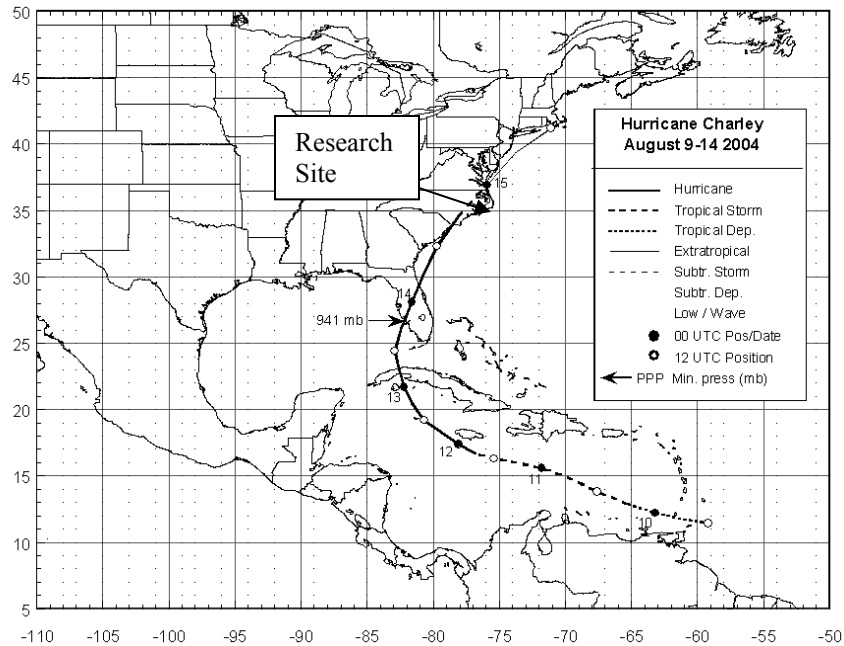 50
45
40
35
30
25
20
15
10
5
-110
-105
-100
-95
-90
-85
-80
-75
-70
-65
-60
-55
-50
Research
Site
15
14
941 mb
13
12
11
10
Hurricane Charley
August 9-14 2004
Hurricane
Tropical Storm
Tropical Dep.
Extratropical
Subtr. Storm
Subtr. Dep.
Low / Wave
00 UTC Pos/Date
12 UTC Position
PPP Min. press (mb)